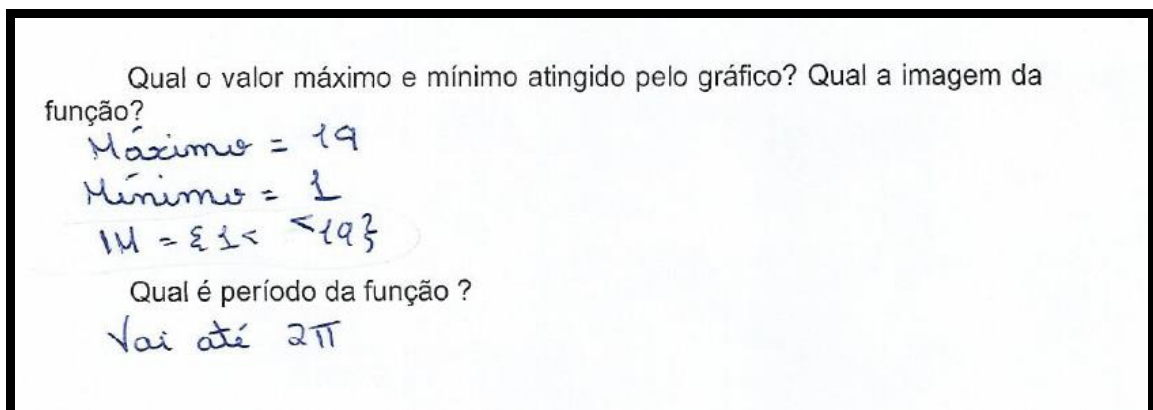 Qual o valor máximo e mínimo atingido pelo gráfico? Qual a imagem da
função?
Máximo = 19
Mínimo = 1
IM = {1< <19}
Qual é período da função ?
Vai até 2π